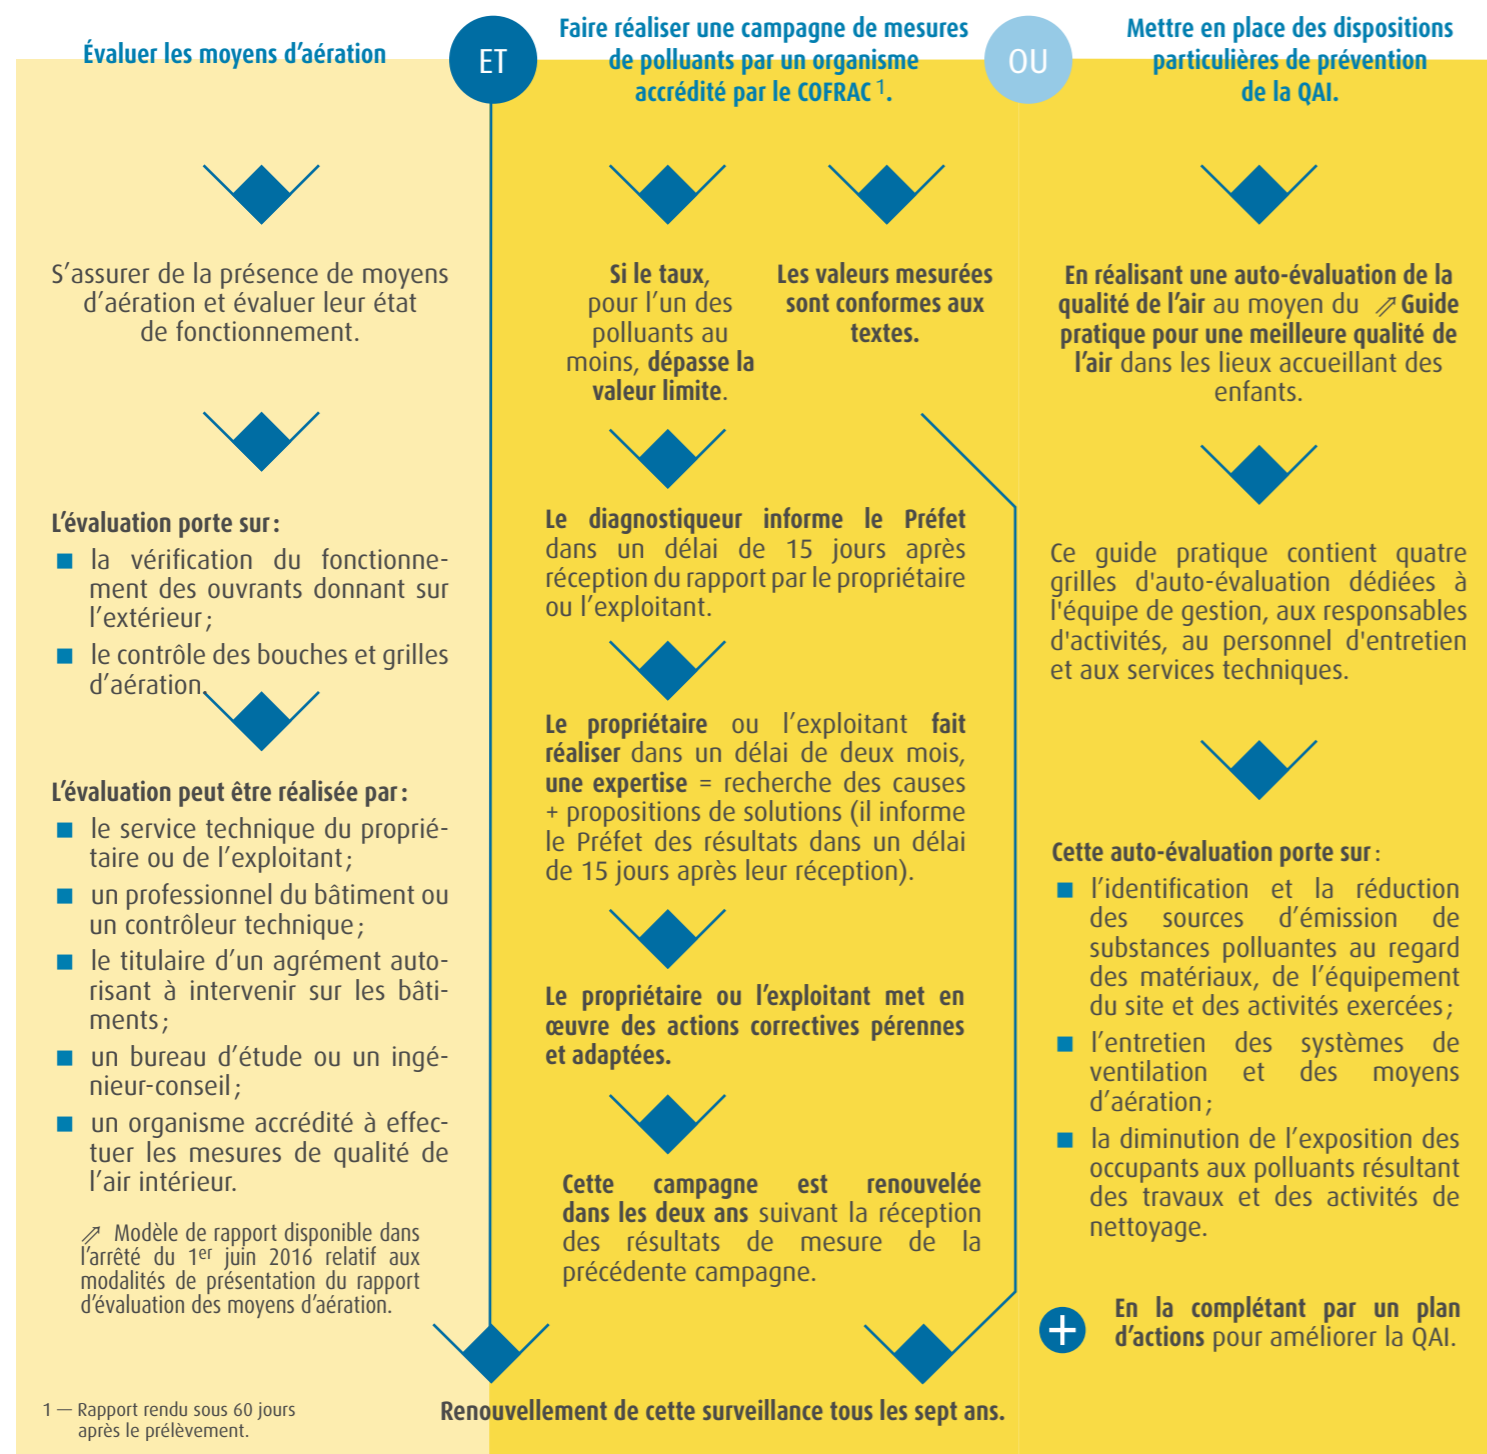 Évaluer les moyens d'aération
ET
Faire réaliser une campagne de mesures
de polluants par un organisme
accrédité par le COFRAC 1.
OU
Mettre en place des dispositions
particulières de prévention
de la QAI.
S'assurer de la présence de moyens
d'aération et évaluer leur état
de fonctionnement.
L'évaluation porte sur :
■ la vérification du fonctionne-
ment des ouvrants donnant sur
l'extérieur ;
■ le contrôle des bouches et grilles
d'aération.
L'évaluation peut être réalisée par :
■ le service technique du proprié-
taire ou de l'exploitant ;
■ un professionnel du bâtiment ou
un contrôleur technique ;
■ le titulaire d'un agrément auto-
risant à intervenir sur les bâti-
ments ;
■ un bureau d'étude ou un ingé-
nieur-conseil ;
■ un organisme accrédité à effec-
tuer les mesures de qualité de
l'air intérieur.
⇗ Modèle de rapport disponible dans
l'arrêté du 1er juin 2016 relatif aux
modalités de présentation du rapport
d'évaluation des moyens d'aération.
1 — Rapport rendu sous 60 jours
après le prélèvement.
Si le taux,
pour l'un des
polluants au
moins, dépasse la
valeur limite.
Les valeurs mesurées
sont conformes aux
textes.
Le diagnostiqueur informe le Préfet
dans un délai de 15 jours après
réception du rapport par le propriétaire
ou l'exploitant.
Le propriétaire ou l'exploitant fait
réaliser dans un délai de deux mois,
une expertise = recherche des causes
+ propositions de solutions (il informe
le Préfet des résultats dans un délai
de 15 jours après leur réception).
Le propriétaire ou l'exploitant met en
œuvre des actions correctives pérennes
et adaptées.
Cette campagne est renouvelée
dans les deux ans suivant la réception
des résultats de mesure de la
précédente campagne.
Renouvellement de cette surveillance tous les sept ans.
En réalisant une auto-évaluation de la
qualité de l'air au moyen du ⇗ Guide
pratique pour une meilleure qualité de
l'air dans les lieux accueillant des
enfants.
Ce guide pratique contient quatre
grilles d'auto-évaluation dédiées à
l'équipe de gestion, aux responsables
d'activités, au personnel d'entretien
et aux services techniques.
Cette auto-évaluation porte sur :
■ l'identification et la réduction
des sources d'émission de
substances polluantes au regard
des matériaux, de l'équipement
du site et des activités exercées ;
■ l'entretien des systèmes de
ventilation et des moyens
d'aération ;
■ la diminution de l'exposition des
occupants aux polluants résultant
des travaux et des activités de
nettoyage.
+ En la complétant par un plan
d'actions pour améliorer la QAI.